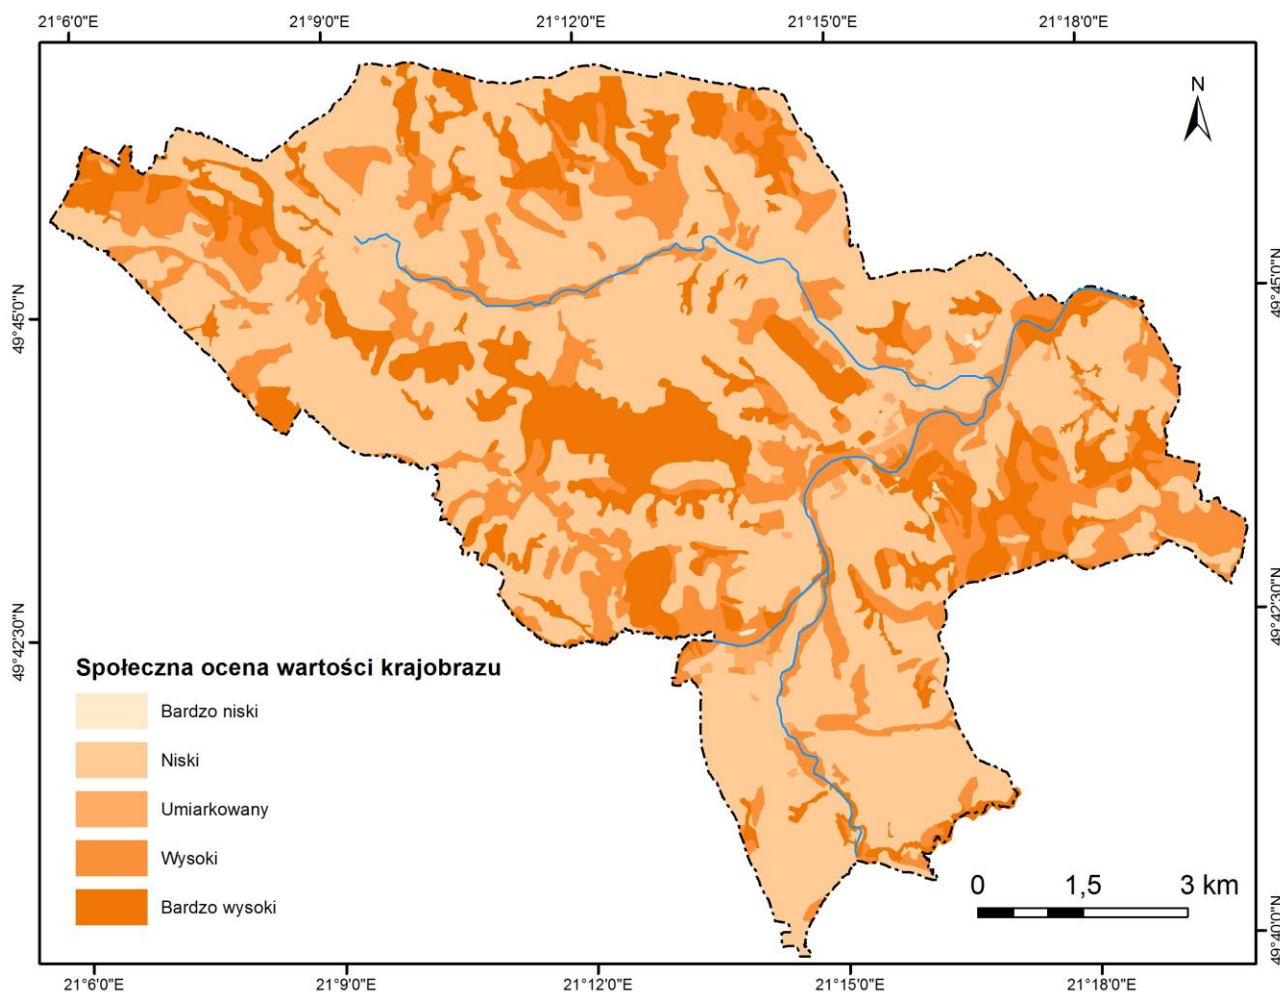 21°6'0"E 21°9'0"E 21°12'0"E 21°15'0"E 21°18'0"E
N
49°45'0"N
49°45'0"N
49°42'30"N
49°42'30"N
Społeczna ocena wartości krajobrazu
Bardzo niski
Niski
Umiarkowany
Wysoki
Bardzo wysoki
0 1,5 3 km
49°40'0"N
21°6'0"E 21°9'0"E 21°12'0"E 21°15'0"E 21°18'0"E